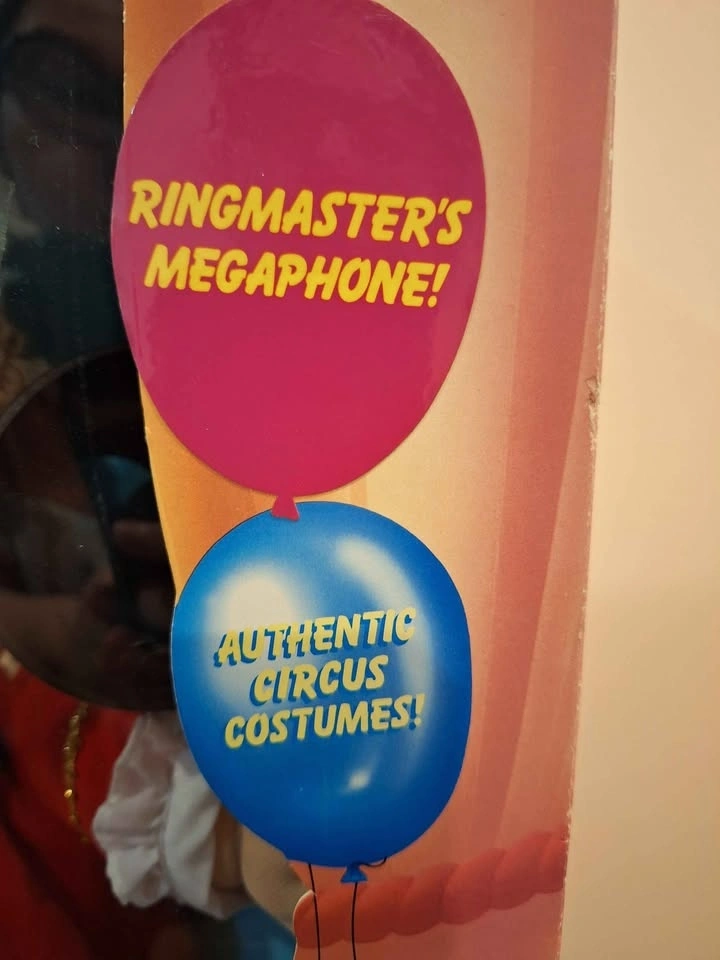 RINGMASTER'S
MEGAPHONE!
AUTHENTIC
CIRCUS
COSTUMES!